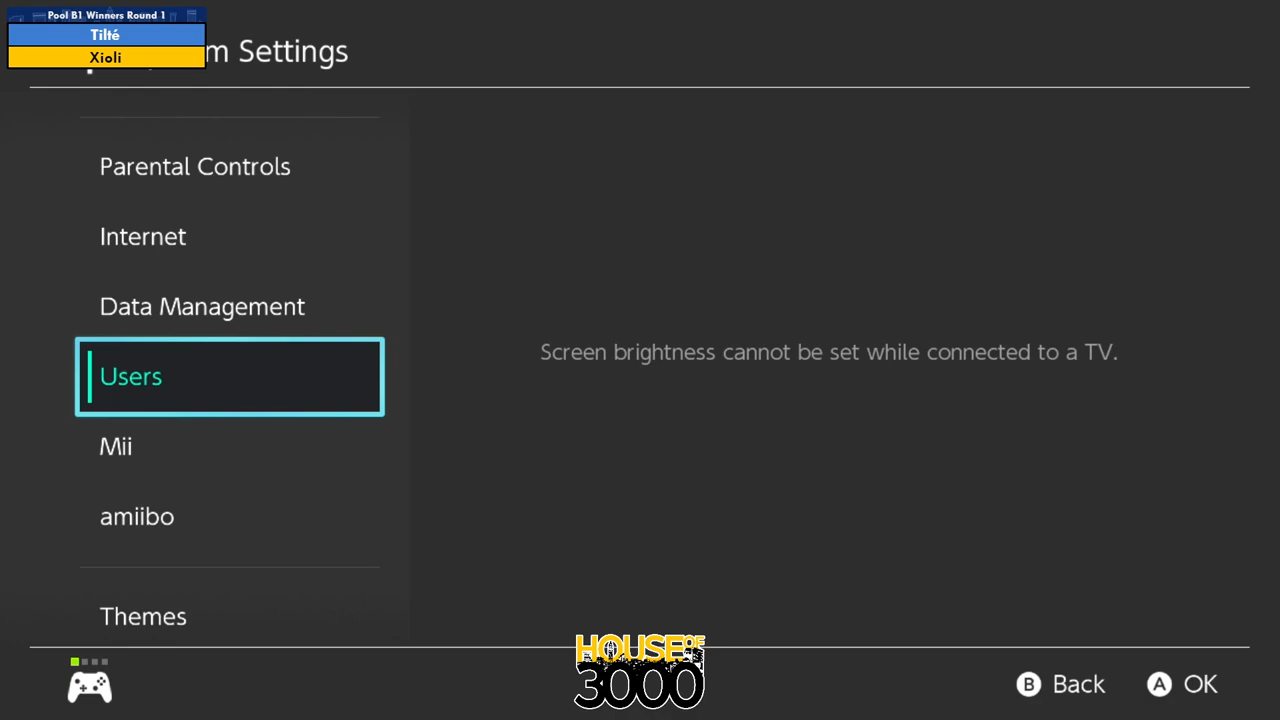 Pool B1 Winners Round 1
Tilté
Xioli
m Settings
Parental Controls
Internet
Data Management
Users
Mii
amiibo
Themes
Screen brightness cannot be set while connected to a TV.
HOUSE OF
3000
B Back
A OK